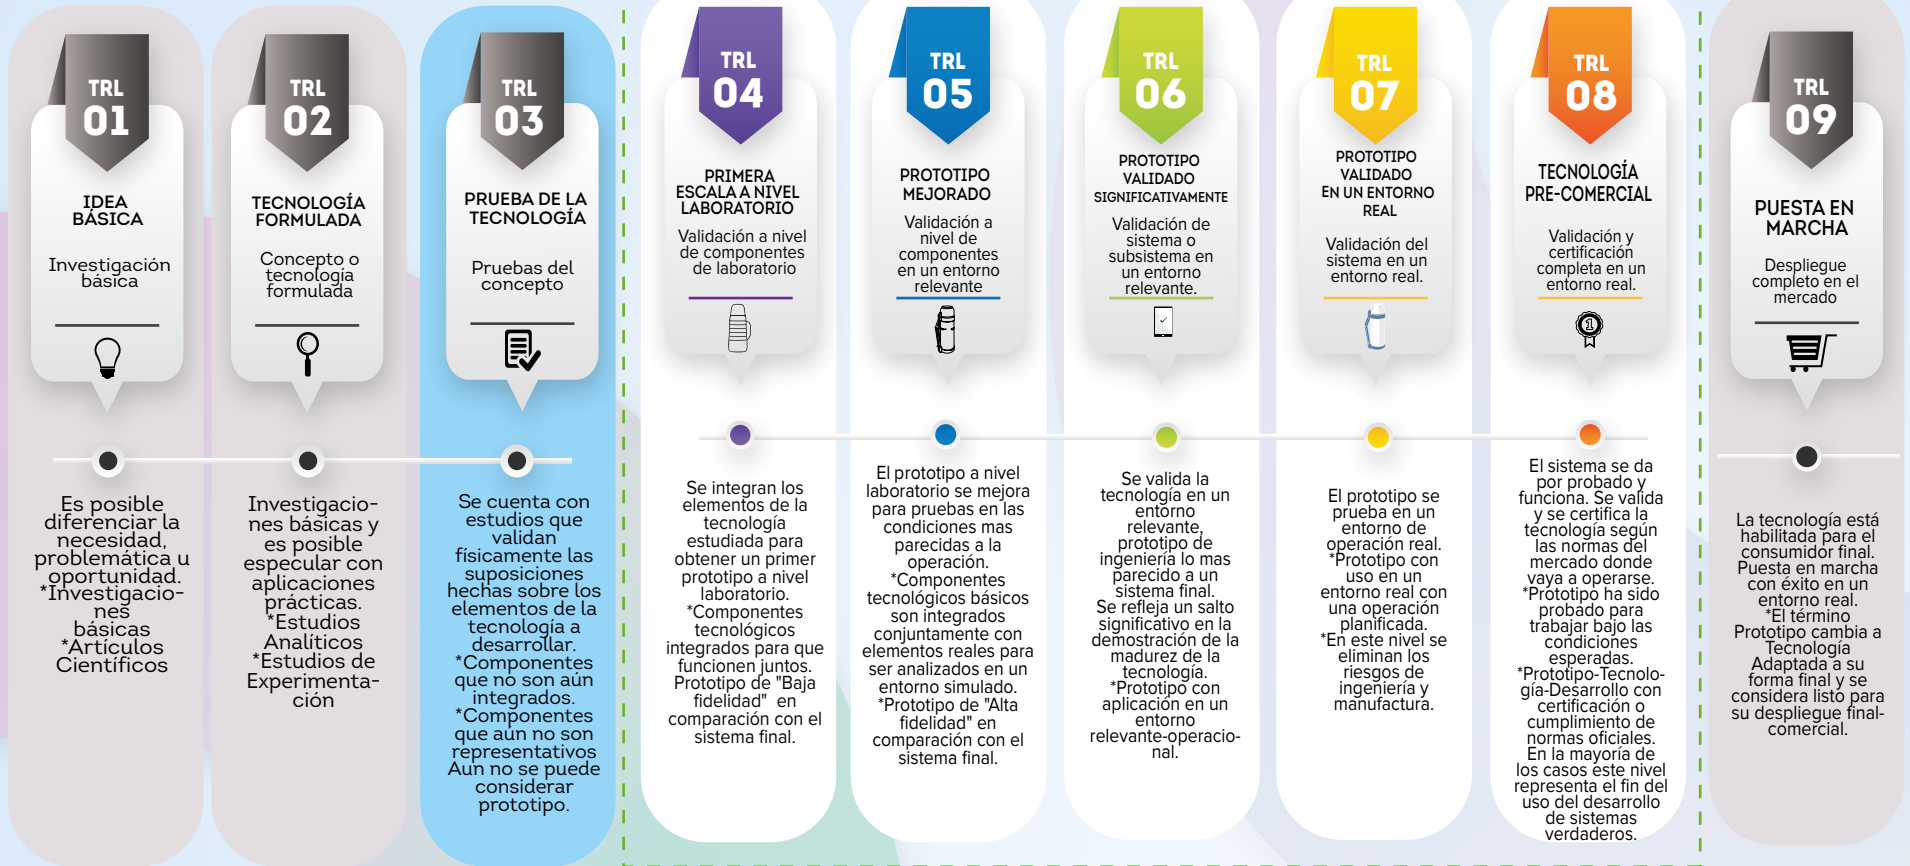 TRL
01
IDEA
BÁSICA
Investigación
básica
Es posible
diferenciar la
necesidad,
problemática u
oportunidad.
*Investigacio-
nes
básicas
*Artículos
Científicos
TRL
02
TECNOLOGÍA
FORMULADA
Concepto o
tecnología
formulada
Investigacio-
nes básicas y
es posible
especular con
aplicaciones
prácticas.
*Estudios
Analíticos
*Estudios de
Experimenta-
ción
TRL
03
PRUEBA DE LA
TECNOLOGÍA
Pruebas del
concepto
Se cuenta con
estudios que
validan
físicamente las
suposiciones
hechas sobre los
elementos de la
tecnología a
desarrollar.
*Componentes
que no son aún
integrados.
*Componentes
que aún no son
representativos
Aun no se puede
considerar
prototipo.
TRL
04
PRIMERA
ESCALA A NIVEL
LABORATORIO
Validación a nivel
de componentes
de laboratorio
Se integran los
elementos de la
tecnología
estudiada para
obtener un primer
prototipo a nivel
laboratorio.
*Componentes
tecnológicos
integrados para que
funcionen juntos.
Prototipo de "Baja
fidelidad" en
comparación con el
sistema final.
TRL
05
PROTOTIPO
MEJORADO
Validación a
nivel de
componentes
en un entorno
relevante
El prototipo a nivel
laboratorio se mejora
para pruebas en las
condiciones mas
parecidas a la
operación.
*Componentes
tecnológicos básicos
son integrados
conjuntamente con
elementos reales para
ser analizados en un
entorno simulado.
*Prototipo de "Alta
fidelidad" en
comparación con el
sistema final.
TRL
06
PROTOTIPO
VALIDADO
SIGNIFICATIVAMENTE
Validación de
sistema o
subsistema en
un entorno
relevante.
Se valida la
tecnología en un
entorno
relevante,
prototipo de
ingeniería lo mas
parecido a un
sistema final.
Se refleja un salto
significativo en la
demostración de la
madurez de la
tecnología.
*Prototipo con
aplicación en un
entorno
relevante-operacio-
nal.
TRL
07
PROTOTIPO
VALIDADO
EN UN ENTORNO
REAL
Validación del
sistema en un
entorno real.
El prototipo se
prueba en un
entorno de
operación real.
*Prototipo con
uso en un
entorno real con
una operación
planificada.
*En este nivel se
eliminan los
riesgos de
ingeniería y
manufactura.
TRL
08
TECNOLOGÍA
PRE-COMERCIAL
Validación y
certificación
completa en un
entorno real.
1
El sistema se da
por probado y
funciona. Se valida
y se certifica la
tecnología según
las normas del
mercado donde
vaya a operarse.
*Prototipo ha sido
probado para
trabajar bajo las
condiciones
esperadas.
*Prototipo-Tecnolo-
gía-Desarrollo con
certificación o
cumplimiento de
normas oficiales.
En la mayoría de
los casos este nivel
representa el fin del
uso del desarrollo
de sistemas
verdaderos.
TRL
09
PUESTA EN
MARCHA
Despliegue
completo en el
mercado
La tecnología está
habilitada para el
consumidor final.
Puesta en marcha
con éxito en un
entorno real.
*El término
Prototipo cambia a
Tecnología
Adaptada a su
forma final y se
considera listo para
su despliegue final-
comercial.